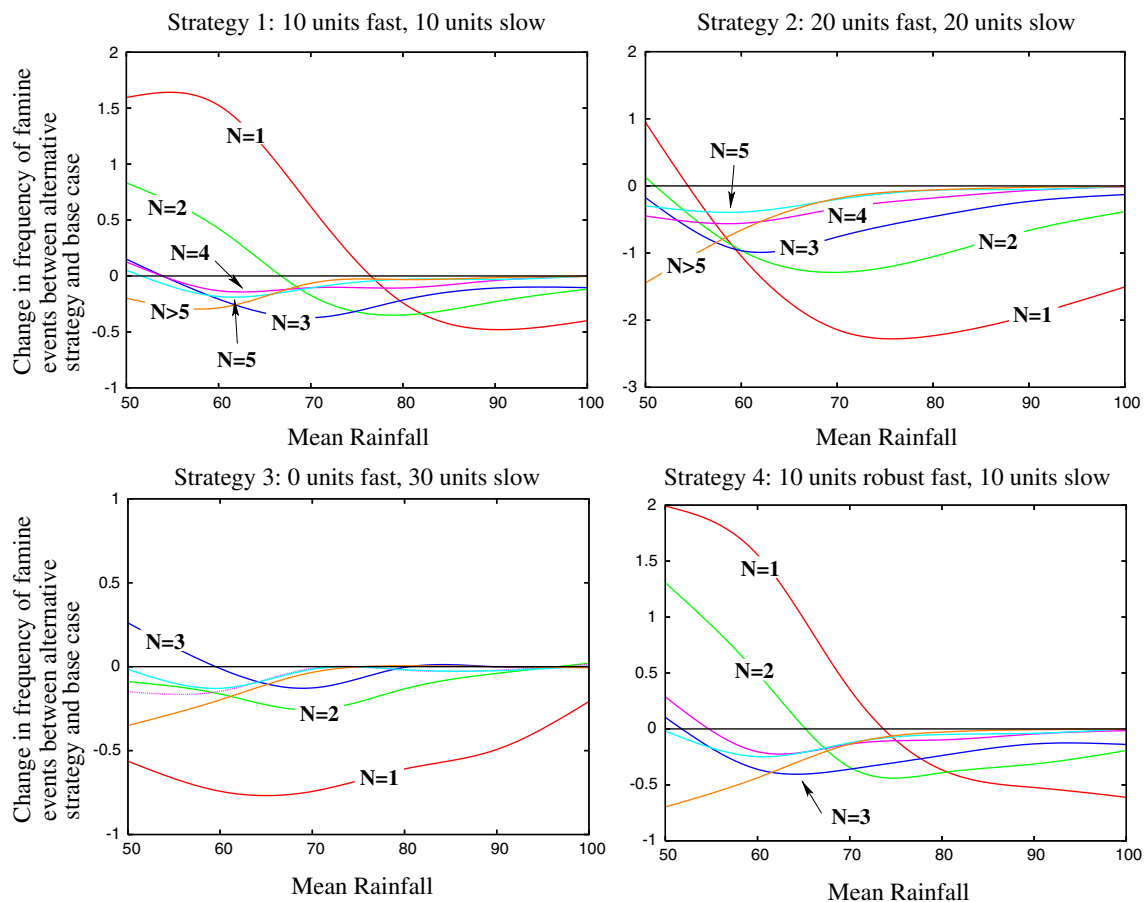 Strategy 1: 10 units fast, 10 units slow
Change in frequency of famine
events between alternative
strategy and base case
2
1.5
1
0.5
0
-0.5
-1
N=1
N=2
N=4
N>5
N=3
N=5
50
60
70
80
90
100
Mean Rainfall
Strategy 2: 20 units fast, 20 units slow
2
1
0
-1
-2
-3
N=5
N=4
N=3
N=2
N>5
N=1
50
60
70
80
90
100
Mean Rainfall
Strategy 3: 0 units fast, 30 units slow
Change in frequency of famine
events between alternative
strategy and base case
1
0.5
0
-0.5
-1
N=3
N=2
N=1
50
60
70
80
90
100
Mean Rainfall
Strategy 4: 10 units robust fast, 10 units slow
2
1.5
1
0.5
0
-0.5
-1
N=1
N=2
N=3
50
60
70
80
90
100
Mean Rainfall